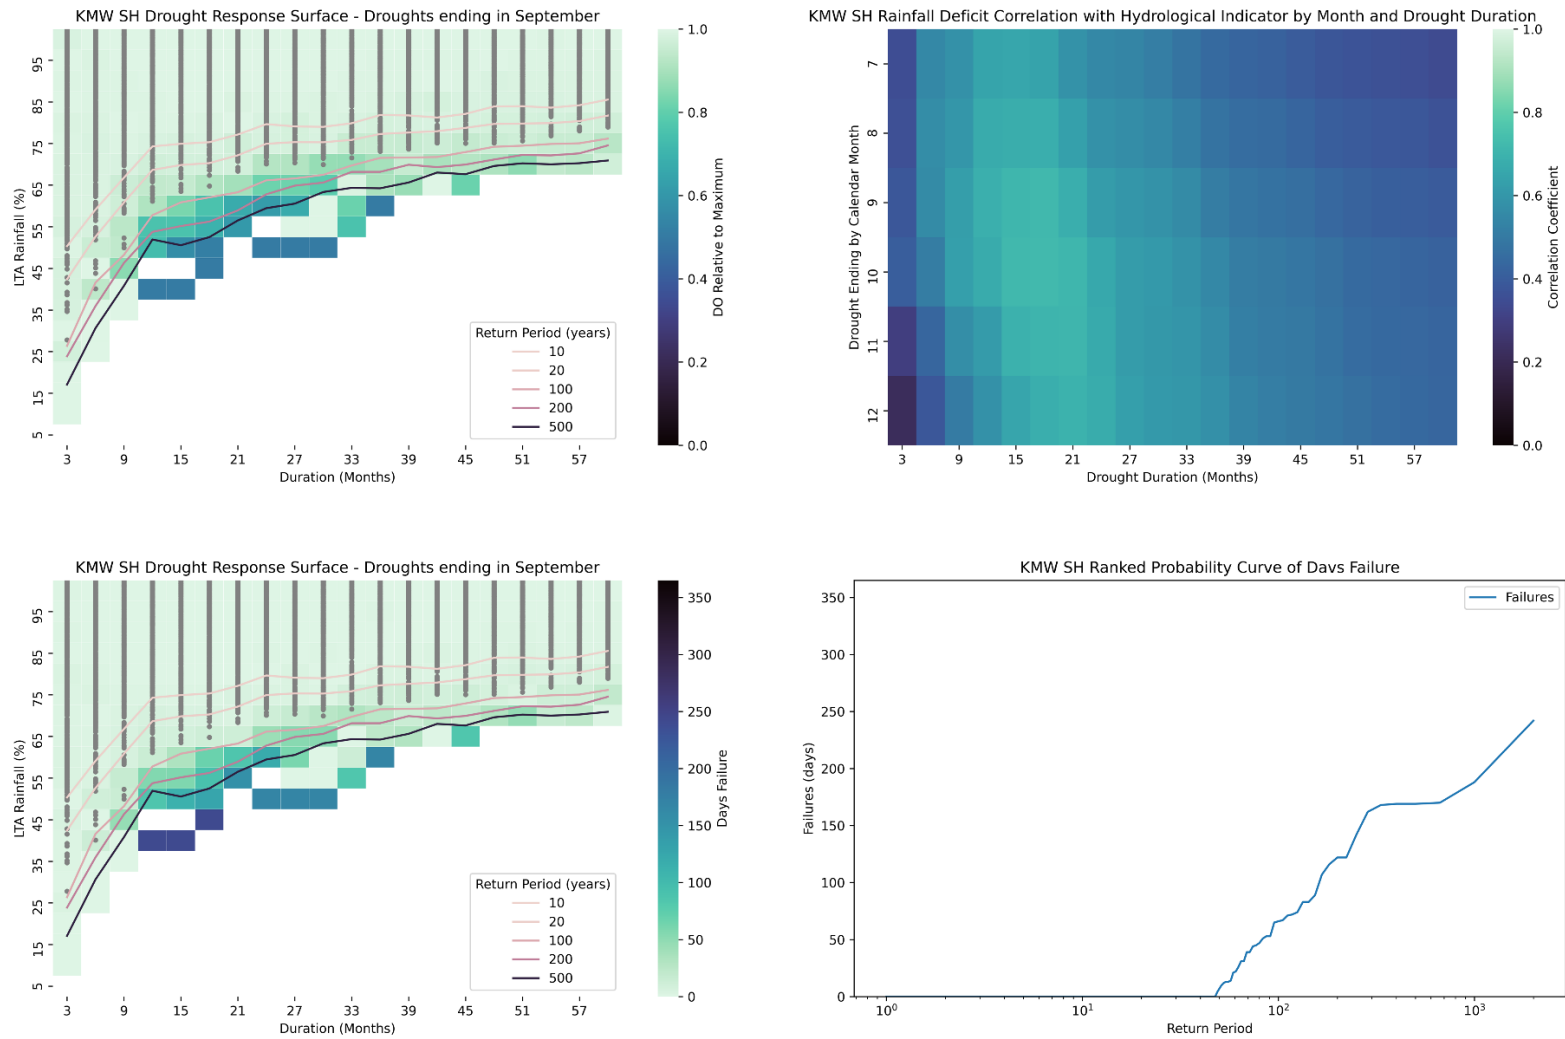 KMW SH Drought Response Surface - Droughts ending in September
95
85
75
65
55
45
35
25
15
5
LTA Rainfall (%)
3 9 15 21 27 33 39 45 51 57
Duration (Months)
Return Period (years)
10
20
100
200
500
1.0
0.8
0.6
0.4
0.2
0.0
DO Relative to Maximum
KMW SH Rainfall Deficit Correlation with Hydrological Indicator by Month and Drought Duration
7
8
9
10
11
12
Drought Ending by Calendar Month
3 9 15 21 27 33 39 45 51 57
Drought Duration (Months)
1.0
0.8
0.6
0.4
0.2
0.0
Correlation Coefficient
KMW SH Drought Response Surface - Droughts ending in September
95
85
75
65
55
45
35
25
15
5
LTA Rainfall (%)
3 9 15 21 27 33 39 45 51 57
Duration (Months)
Return Period (years)
10
20
100
200
500
350
300
250
200
150
100
50
0
Days Failure
KMW SH Ranked Probability Curve of Days Failure
350
300
250
200
150
100
50
0
Failures (days)
10⁰ 10¹ 10² 10³
Return Period
Failures